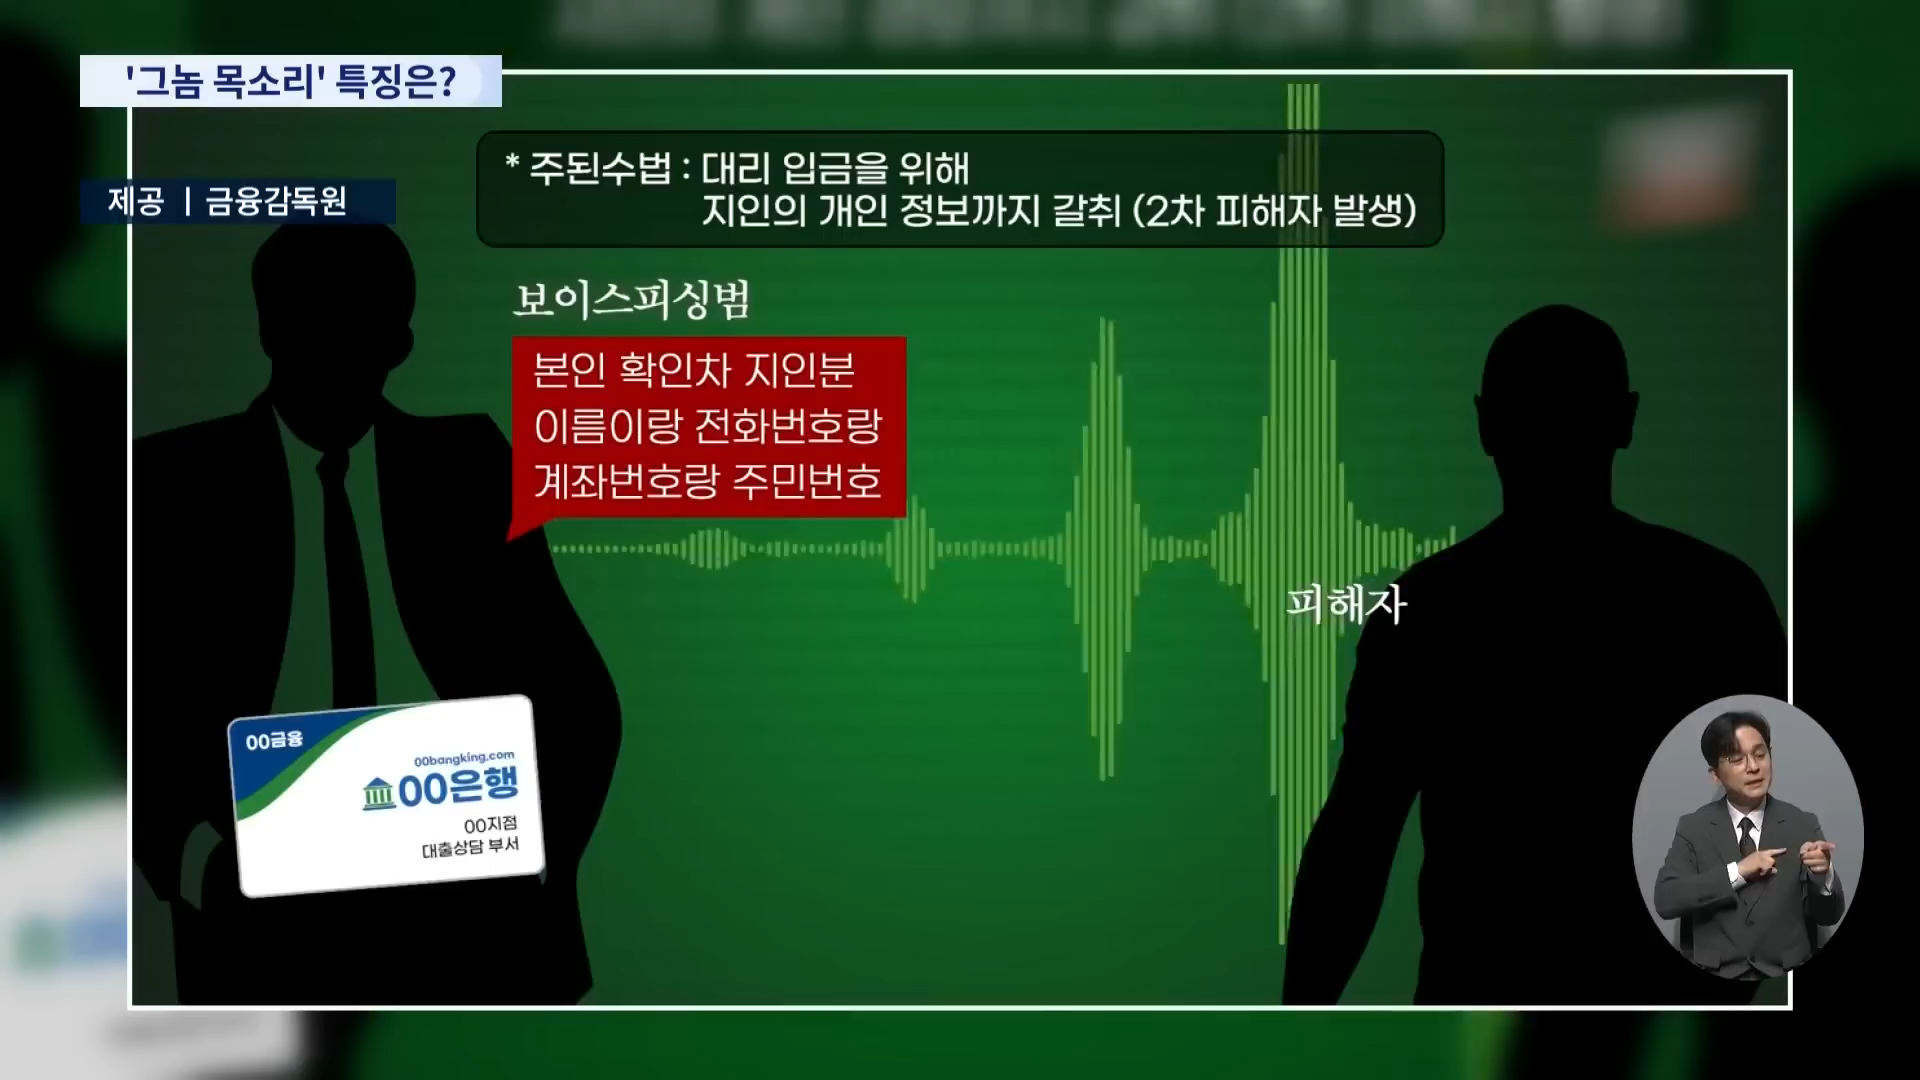 '그놈 목소리' 특징은?
제공 | 금융감독원
* 주된수법 : 대리 입금을 위해
지인의 개인 정보까지 갈취 (2차 피해자 발생)
보이스피싱범
본인 확인차 지인분
이름이랑 전화번호랑
계좌번호랑 주민번호
피해자
00금융
00bangking.com
00은행
00지점
대출상담 부서